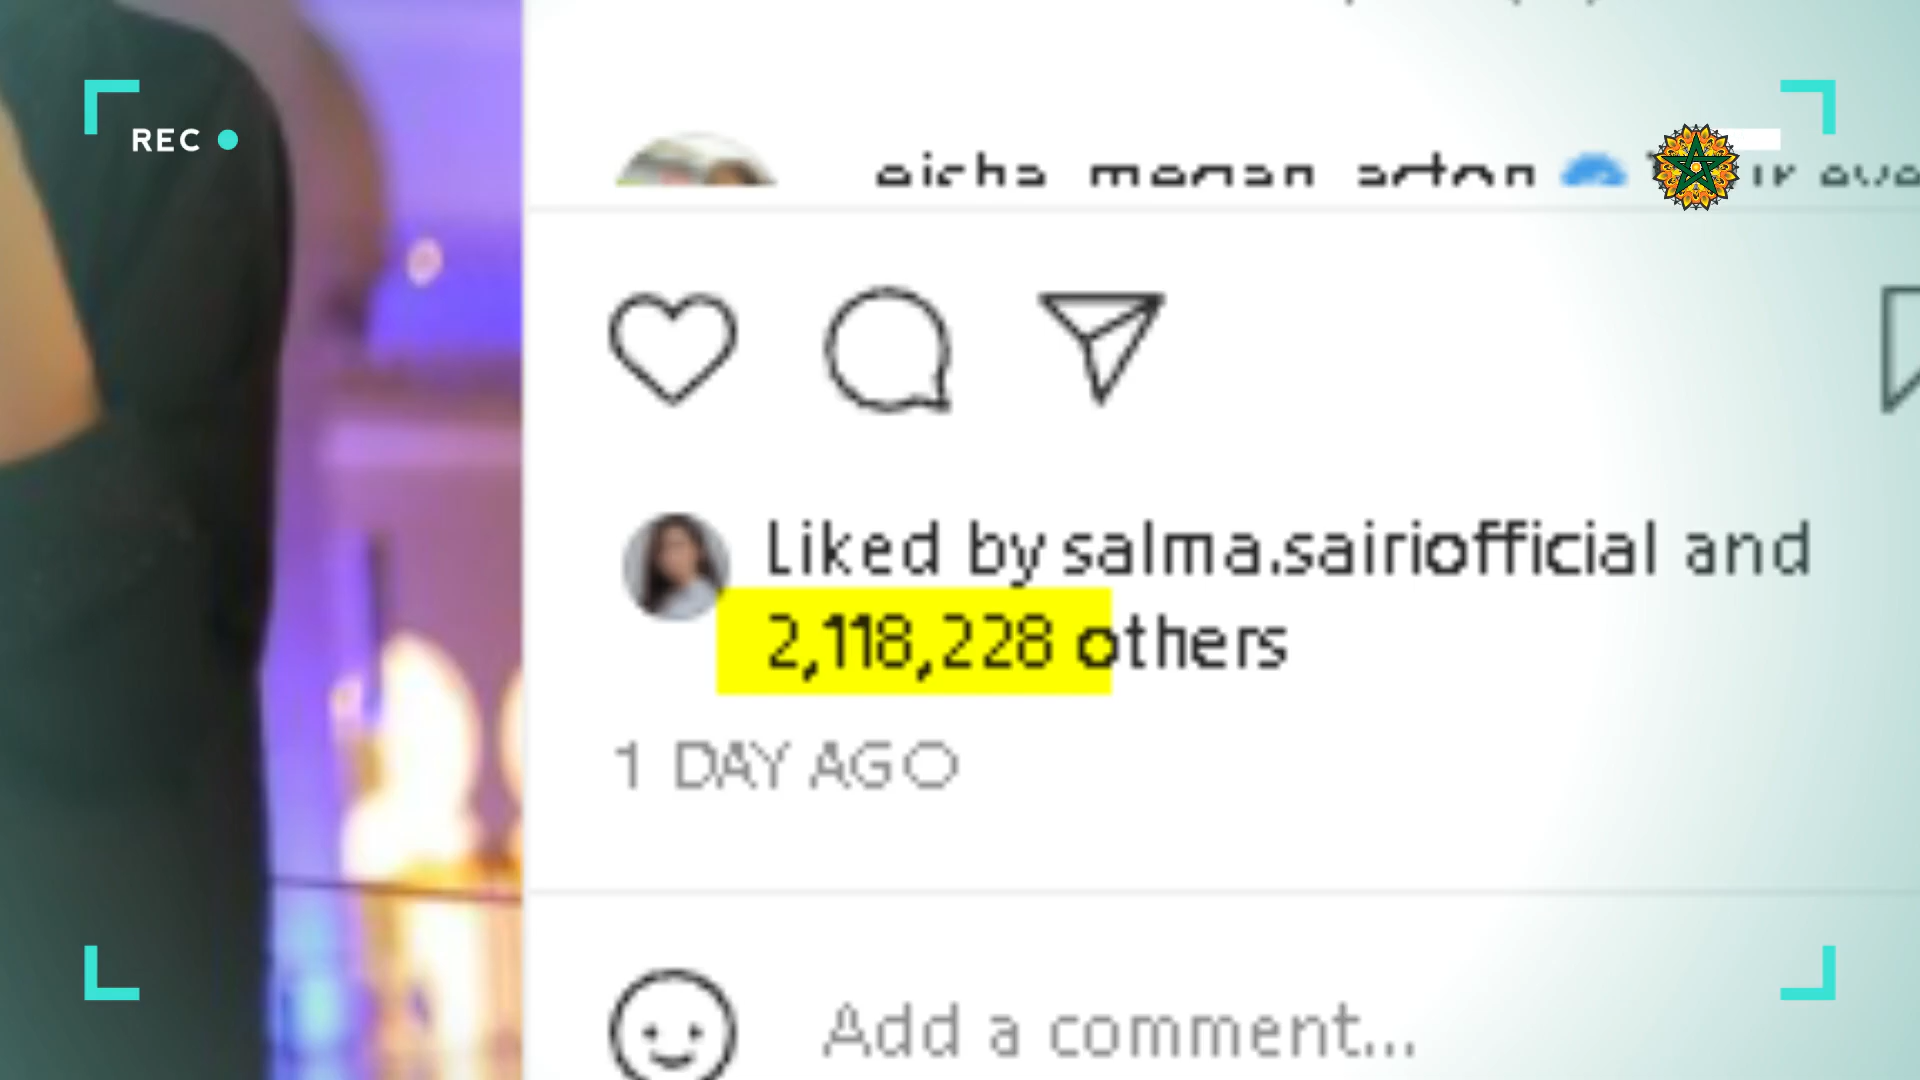 REC
Liked by salma.sairiofficial and
2,118,228 others
1 DAY AGO
Add a comment...